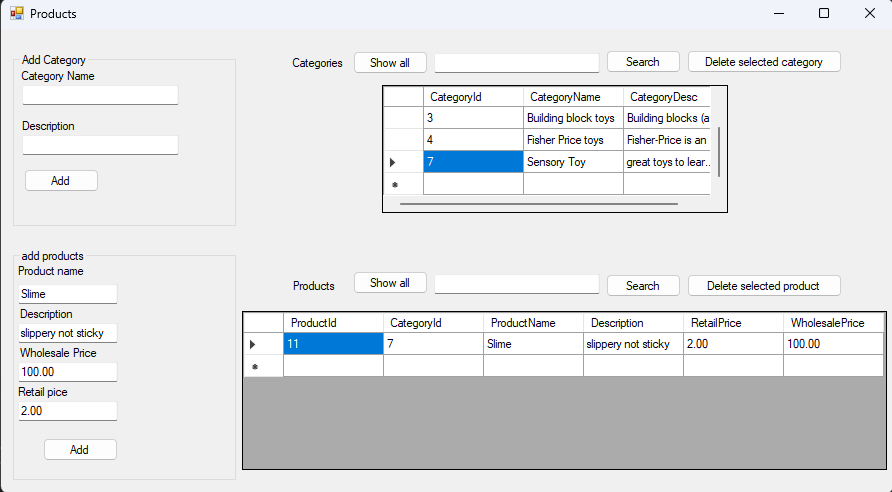 Products
Add Category
Category Name
Description
Add
Categories
Show all
Search
Delete selected category
CategoryId CategoryName CategoryDesc
3 Building block toys Building blocks (a
4 Fisher Price toys Fisher-Price is an
7 Sensory Toy great toys to lear...
add products
Product name
Slime
Description
slippery not sticky
Wholesale Price
100.00
Retail pice
2.00
Add
Products
Show all
Search
Delete selected product
ProductId CategoryId ProductName Description RetailPrice WholesalePrice
11 7 Slime slippery not sticky 2.00 100.00